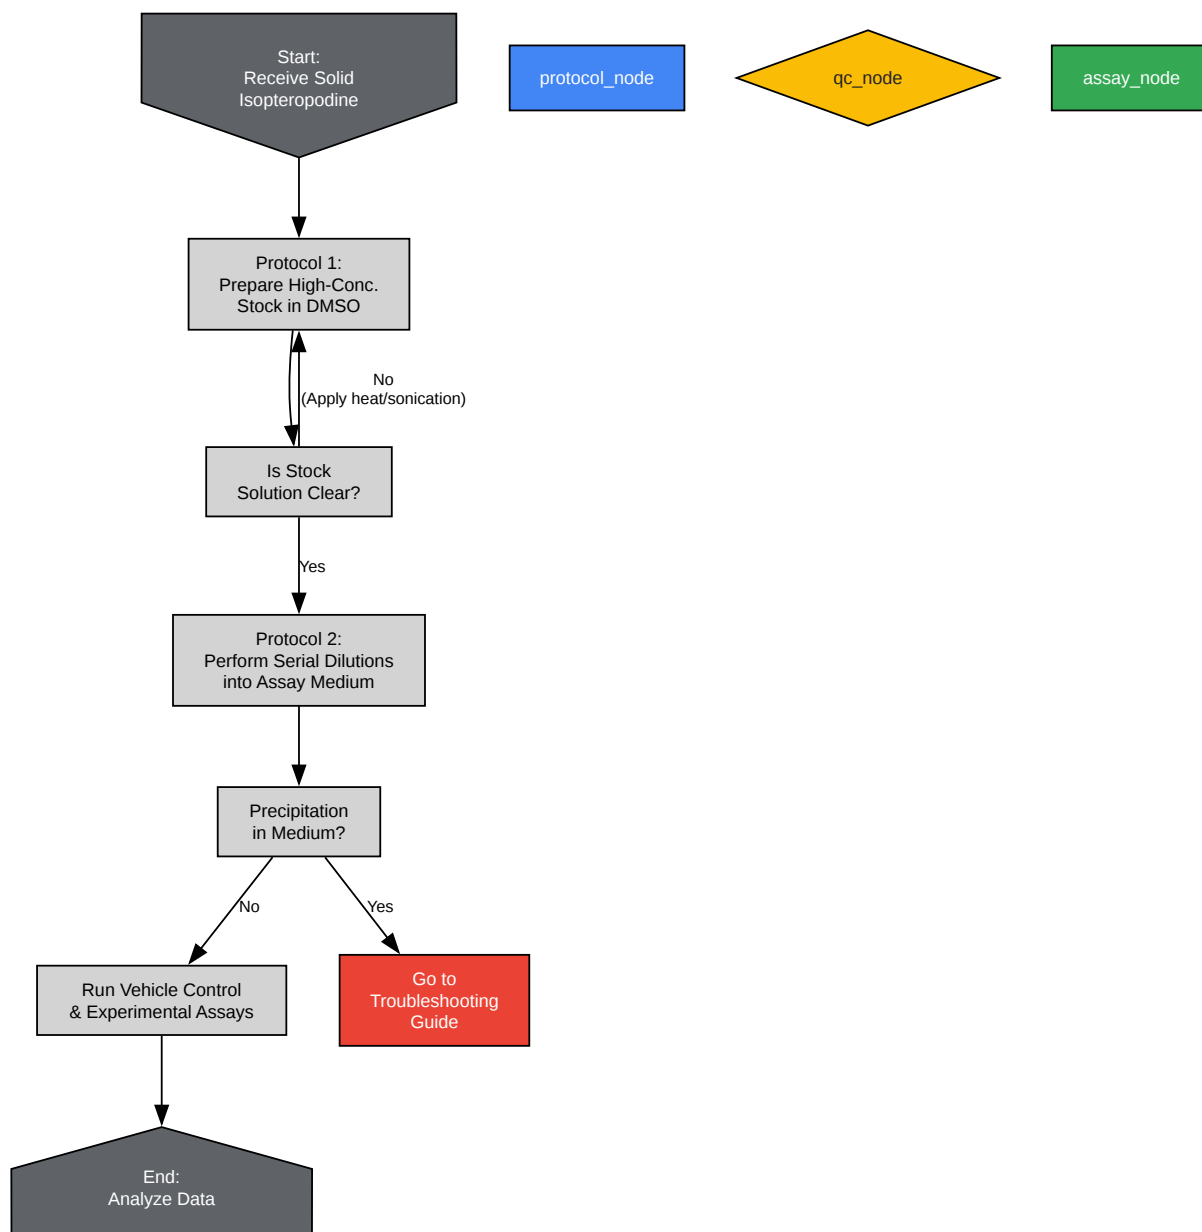 Start:
Receive Solid
Isopteropodine
protocol_node
qc_node
assay_node
Protocol 1:
Prepare High-Conc.
Stock in DMSO
No
(Apply heat/sonication)
Is Stock
Solution Clear?
Yes
Protocol 2:
Perform Serial Dilutions
into Assay Medium
Precipitation
in Medium?
No
Yes
Run Vehicle Control
& Experimental Assays
Go to
Troubleshooting
Guide
End:
Analyze Data